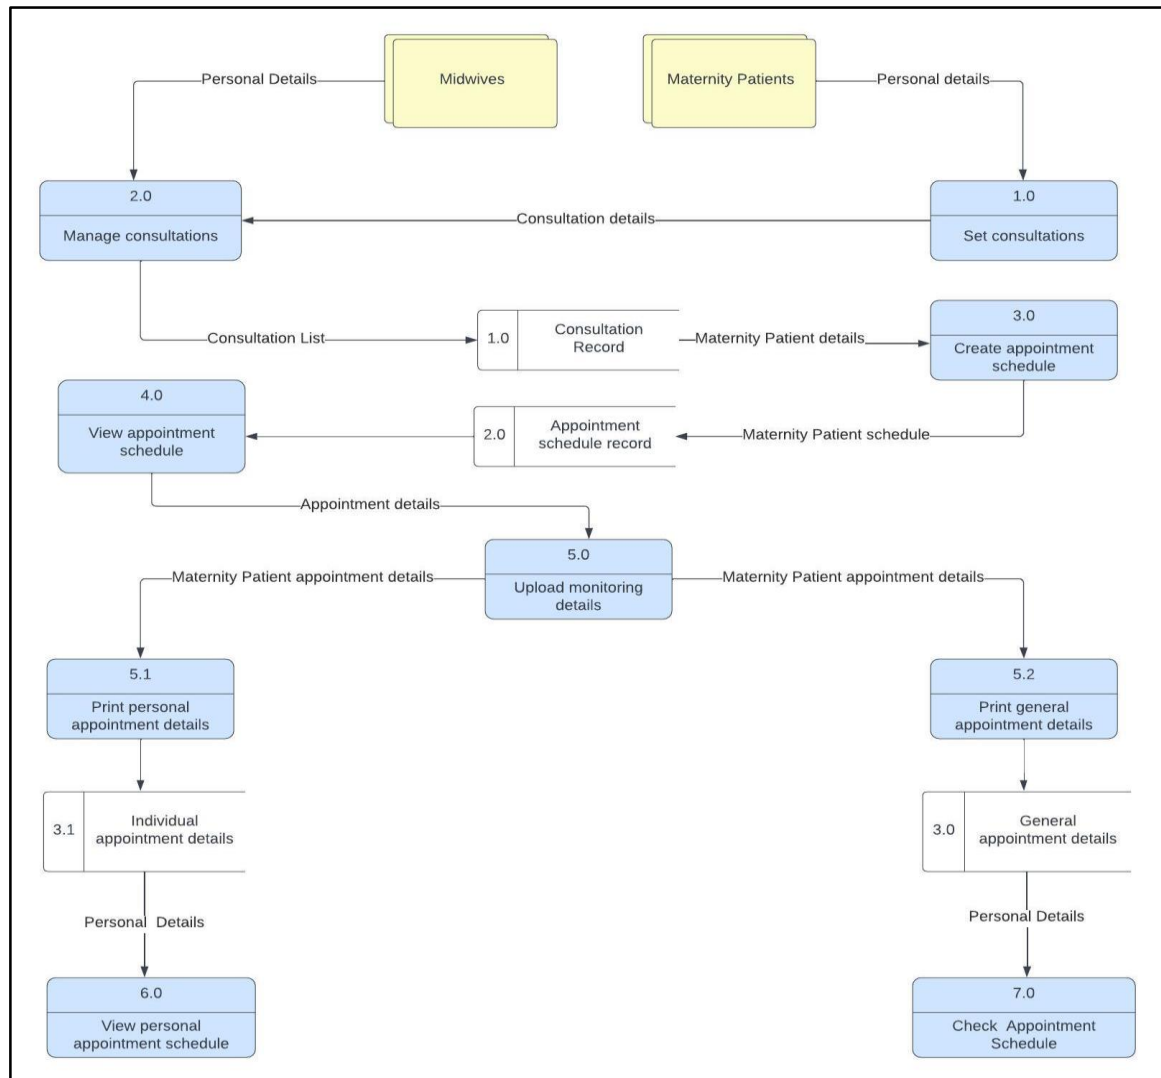 Personal Details
Midwives
Maternity Patients
Personal details
2.0
Manage consultations
Consultation details
1.0
Set consultations
Consultation List
1.0
Consultation
Record
Maternity Patient details
3.0
Create appointment
schedule
4.0
View appointment
schedule
2.0
Appointment
schedule record
Maternity Patient schedule
Appointment details
5.0
Upload monitoring
details
Maternity Patient appointment details
Maternity Patient appointment details
5.1
Print personal
appointment details
5.2
Print general
appointment details
3.1
Individual
appointment details
3.0
General
appointment details
Personal Details
Personal Details
6.0
View personal
appointment schedule
7.0
Check Appointment
Schedule